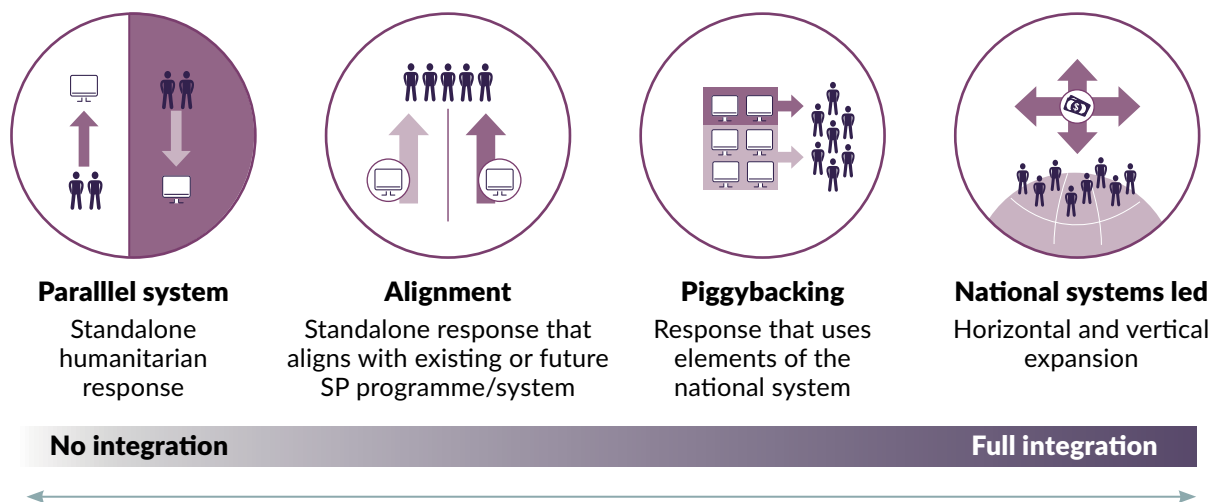 Paralllel system
Standalone
humanitarian
response
Alignment
Standalone response that
aligns with existing or future
SP programme/system
Piggybacking
Response that uses
elements of the
national system
National systems led
Horizontal and vertical
expansion
No integration
Full integration